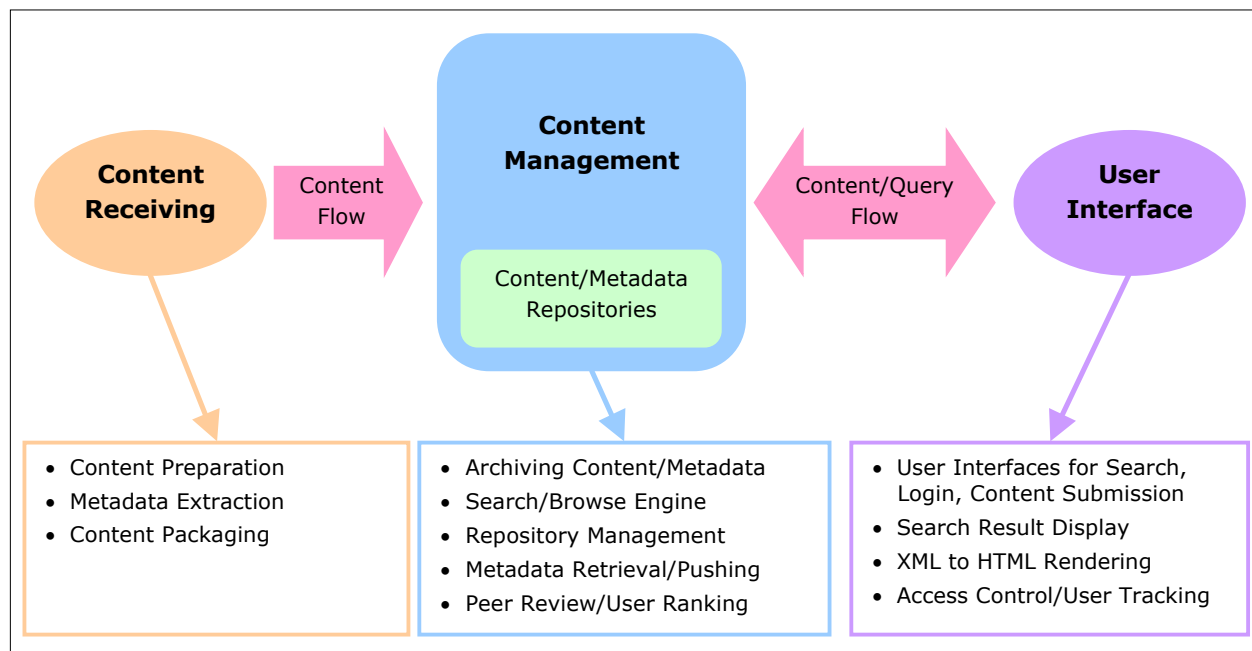 Content
Receiving
Content
Flow
Content
Management
Content/Metadata
Repositories
Content/Query
Flow
User
Interface
• Content Preparation
• Metadata Extraction
• Content Packaging
• Archiving Content/Metadata
• Search/Browse Engine
• Repository Management
• Metadata Retrieval/Pushing
• Peer Review/User Ranking
• User Interfaces for Search,
Login, Content Submission
• Search Result Display
• XML to HTML Rendering
• Access Control/User Tracking